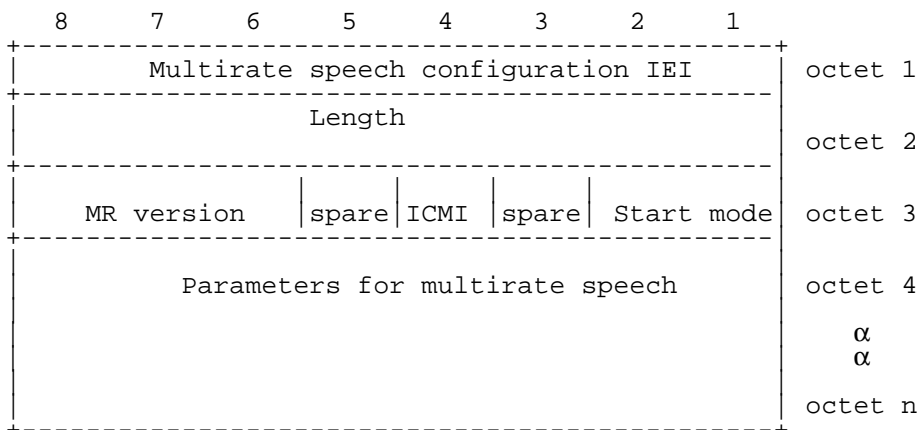 8 7 6 5 4 3 2 1
Multirate speech configuration IEI octet 1
Length
octet 2
MR version spare ICMI spare Start mode octet 3
Parameters for multirate speech octet 4
α
α
octet n